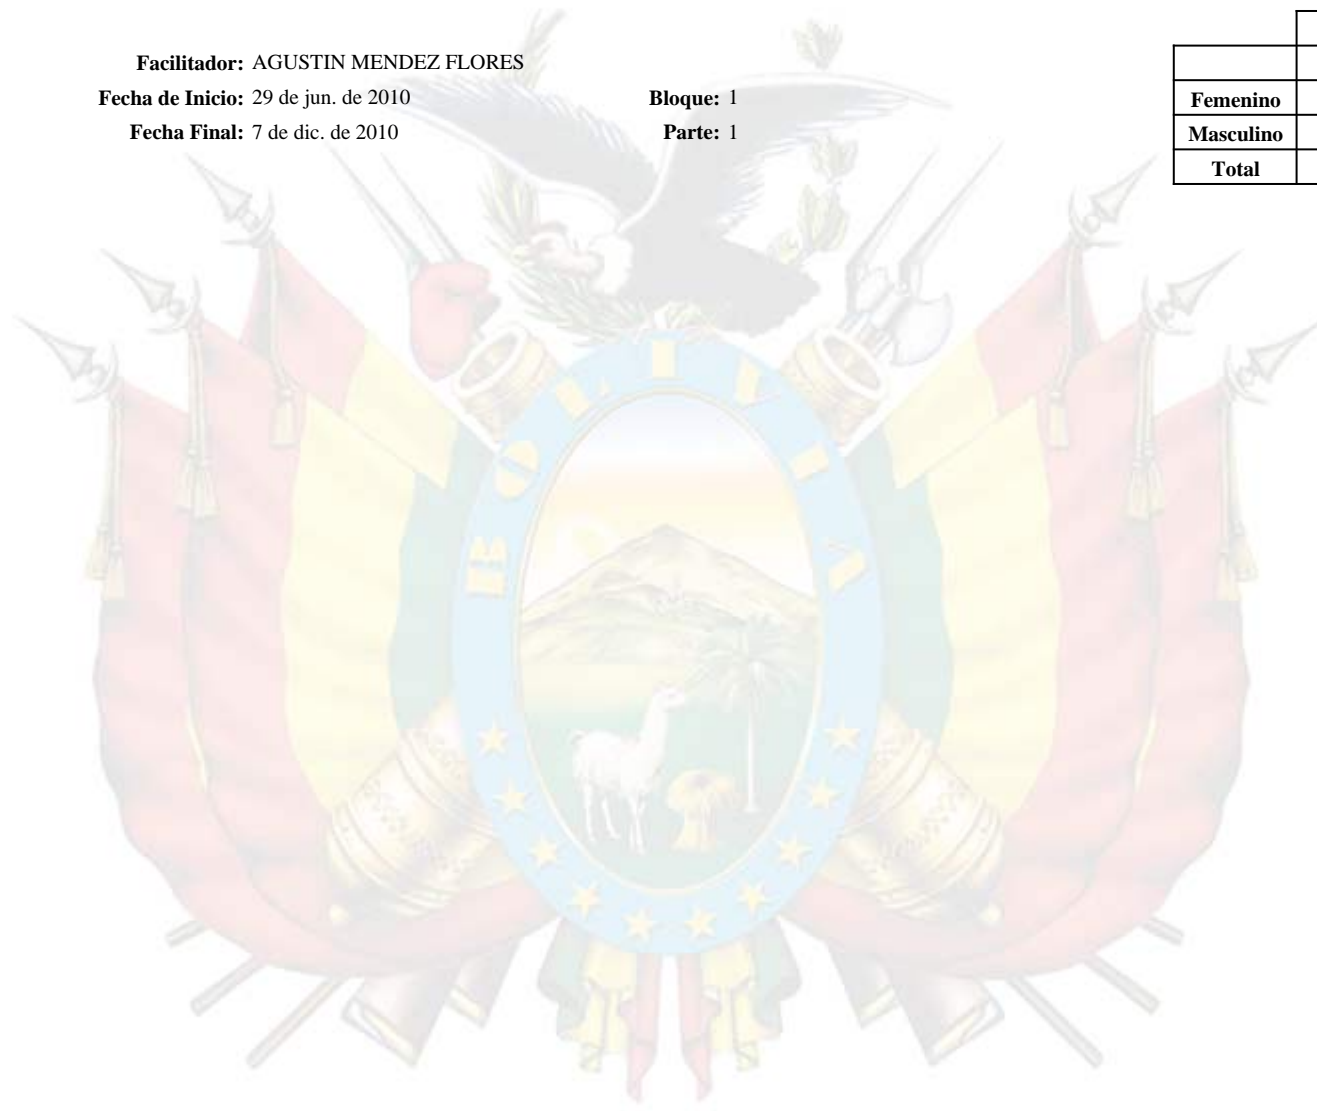 Facilitador: AGUSTIN MENDEZ FLORES
Fecha de Inicio: 29 de jun. de 2010 Bloque: 1
Fecha Final: 7 de dic. de 2010 Parte: 1
Femenino
Masculino
Total
BOLIVIA